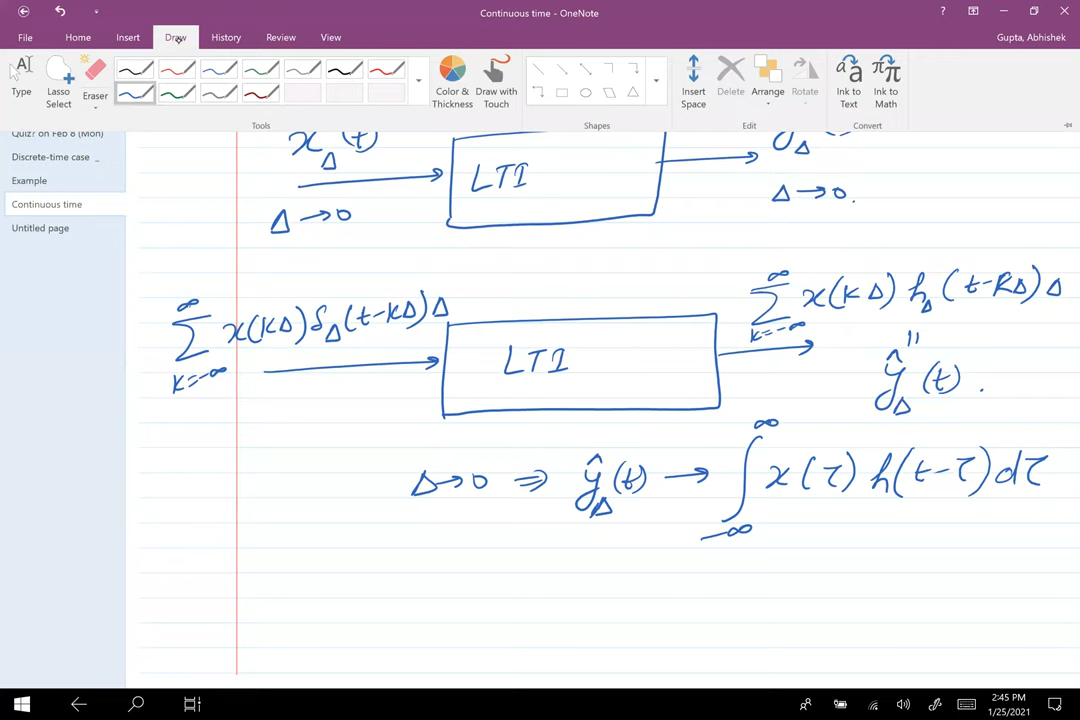 Continuous time - OneNote
?
File Home Insert Draw History Review View Gupta, Abhishek
Type
Lasso Select
Eraser
Color & Thickness
Draw with Touch
Insert Space
Delete
Arrange
Rotate
Ink to Text
Ink to Math
Tools Shapes Edit Convert
Quiz? on Feb 8 (Mon)
Discrete-time case
Example
Continuous time
Untitled page
x_Δ(t)
LTI
Δ → 0
Δ → 0.
∑_{k=-∞}^{∞} x(kΔ) δ_Δ(t-kΔ) Δ
LTI
∑_{k=-∞}^{∞} x(kΔ) h_Δ(t-kΔ) Δ
"
ŷ_Δ(t).
Δ → 0 ⇒ ŷ_Δ(t) → ∫_{-∞}^{∞} x(τ) h(t-τ) dτ
2:45 PM
1/25/2021